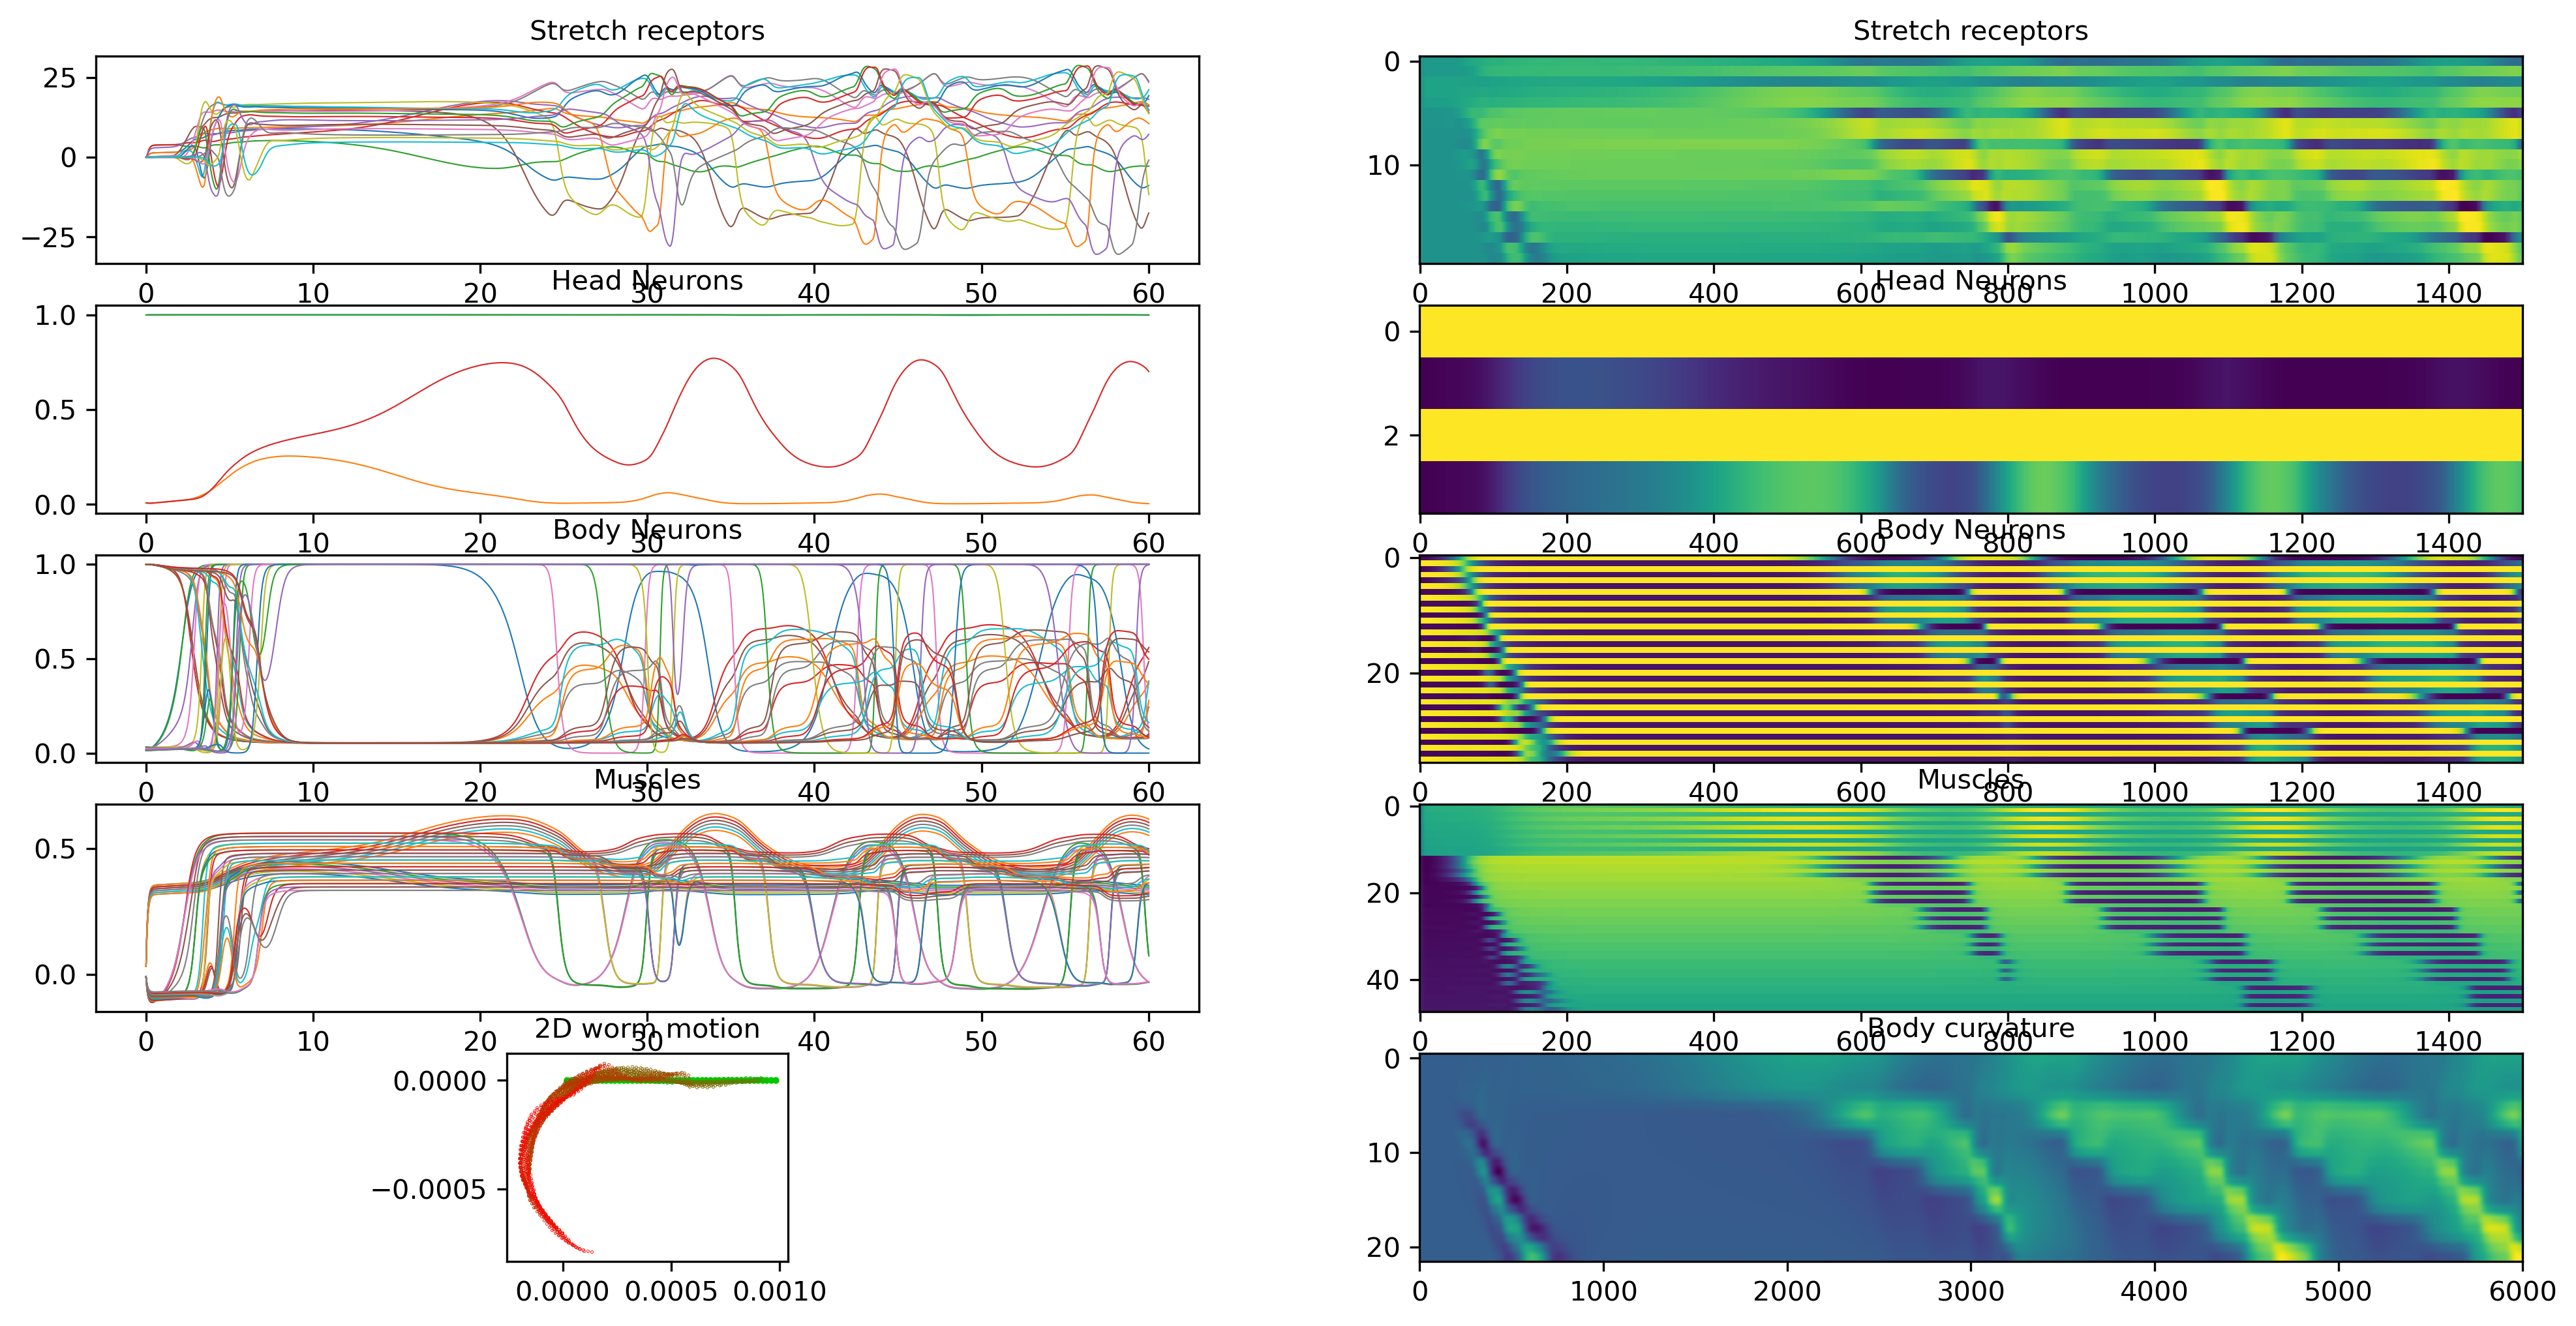 Stretch receptors
25
0
−25
0 10 20 30 40 50 60
Head Neurons
1.0
0.5
0.0
0 10 20 30 40 50 60
Body Neurons
1.0
0.5
0.0
0 10 20 30 40 50 60
Muscles
0.5
0.0
0 10 20 30 40 50 60
2D worm motion
0.0000
−0.0005
0.0000 0.0005 0.0010
Stretch receptors
0
10
0 200 400 600 800 1000 1200 1400
Head Neurons
0
2
0 200 400 600 800 1000 1200 1400
Body Neurons
0
20
0 200 400 600 800 1000 1200 1400
Muscles
0
20
40
0 200 400 600 800 1000 1200 1400
Body curvature
0
10
20
0 1000 2000 3000 4000 5000 6000